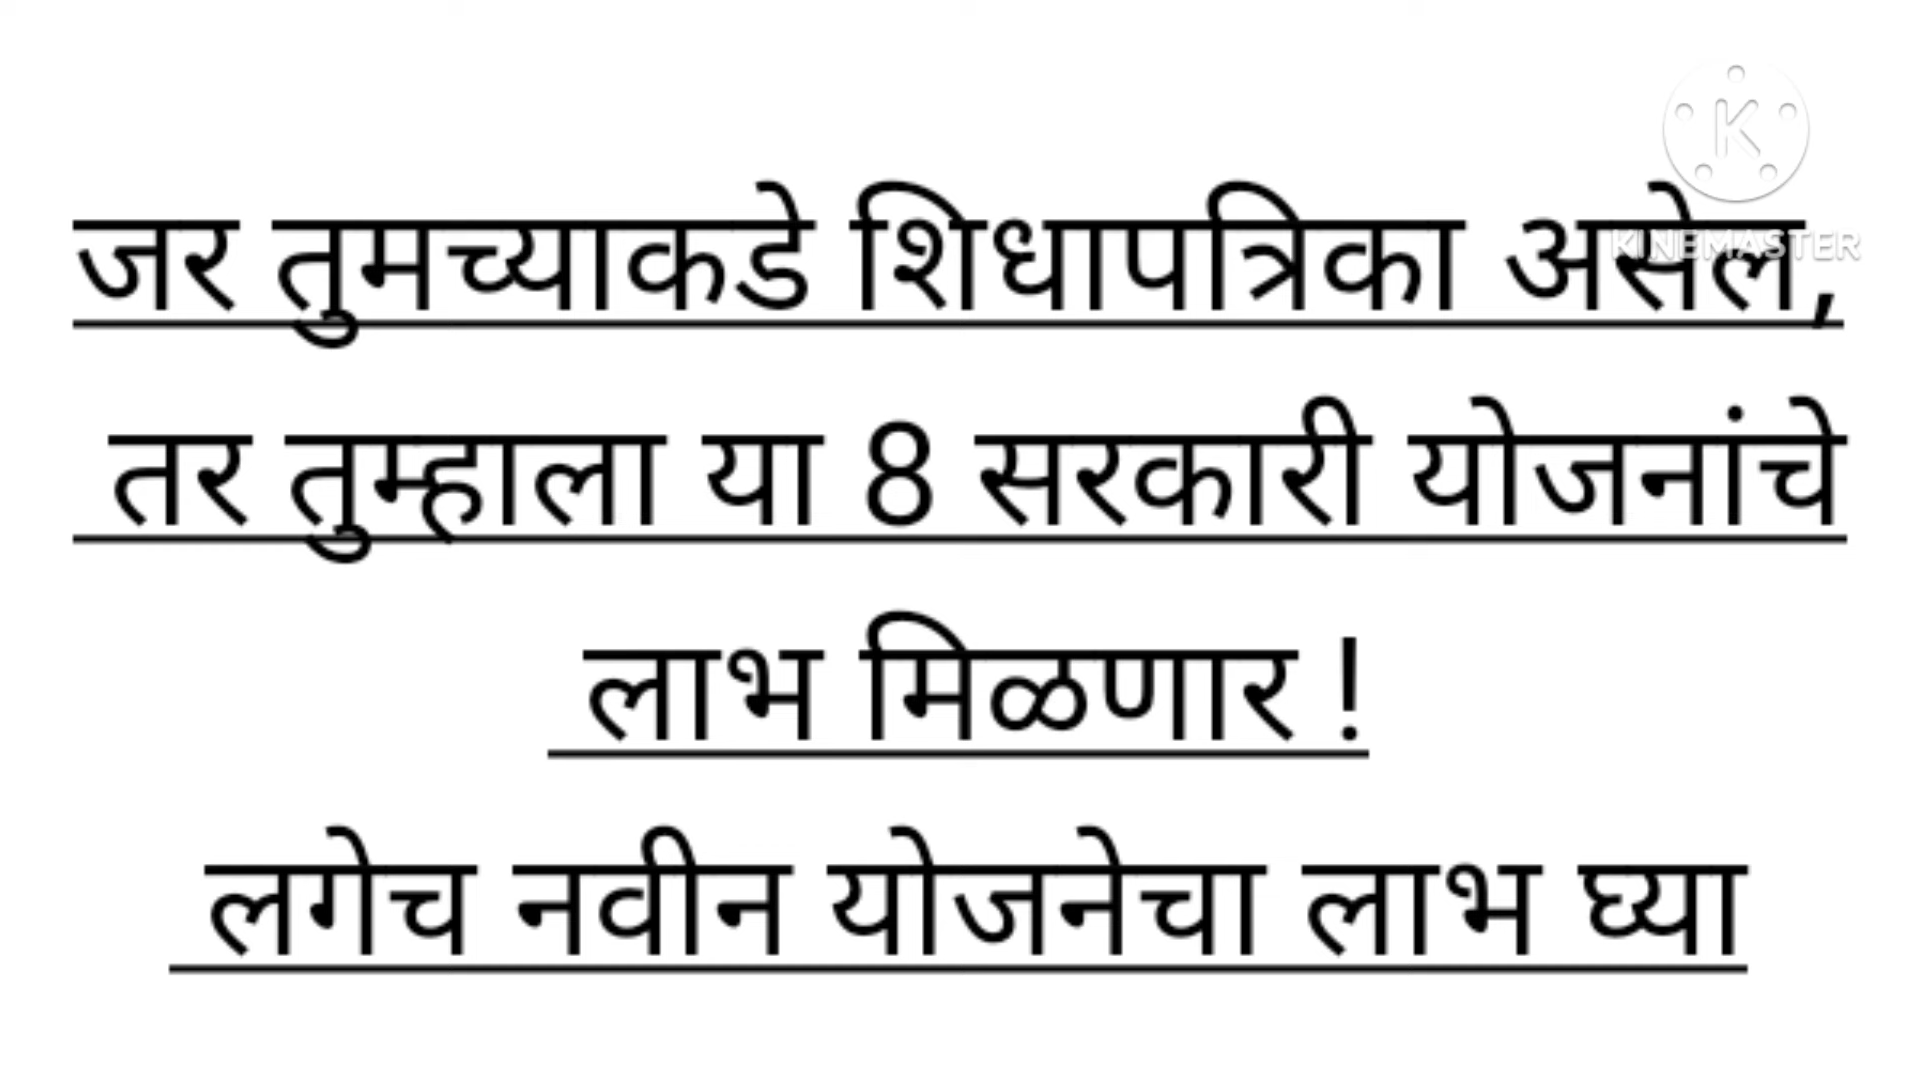 KINEMASTER
जर तुमच्याकडे शिधापत्रिका असेल,
तर तुम्हाला या 8 सरकारी योजनांचे
लाभ मिळणार !
लगेच नवीन योजनेचा लाभ घ्या